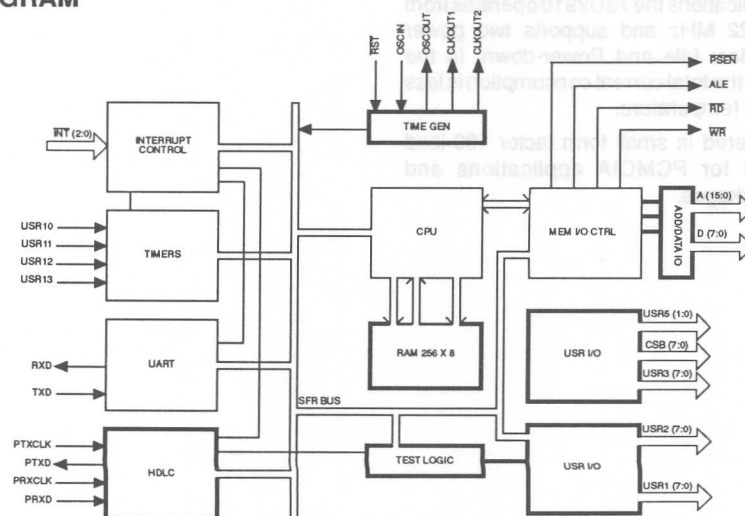 GRAM
RST
OSCIN
OSCOUT
CLKOUT1
CLKOUT2
PSEN
ALE
RD
WR
TIME GEN
INT (2:0)
INTERRUPT
CONTROL
USR10
USR11
USR12
USR13
TIMERS
CPU
MEM I/O CTRL
ADD/DATA IO
A (15:0)
D (7:0)
RAM 256 X 8
USR I/O
USR5 (1:0)
CSB (7:0)
USR3 (7:0)
RXD
TXD
UART
SFR BUS
PTXCLK
PTXD
PRXCLK
PRXD
HDLC
TEST LOGIC
USR I/O
USR2 (7:0)
USR1 (7:0)